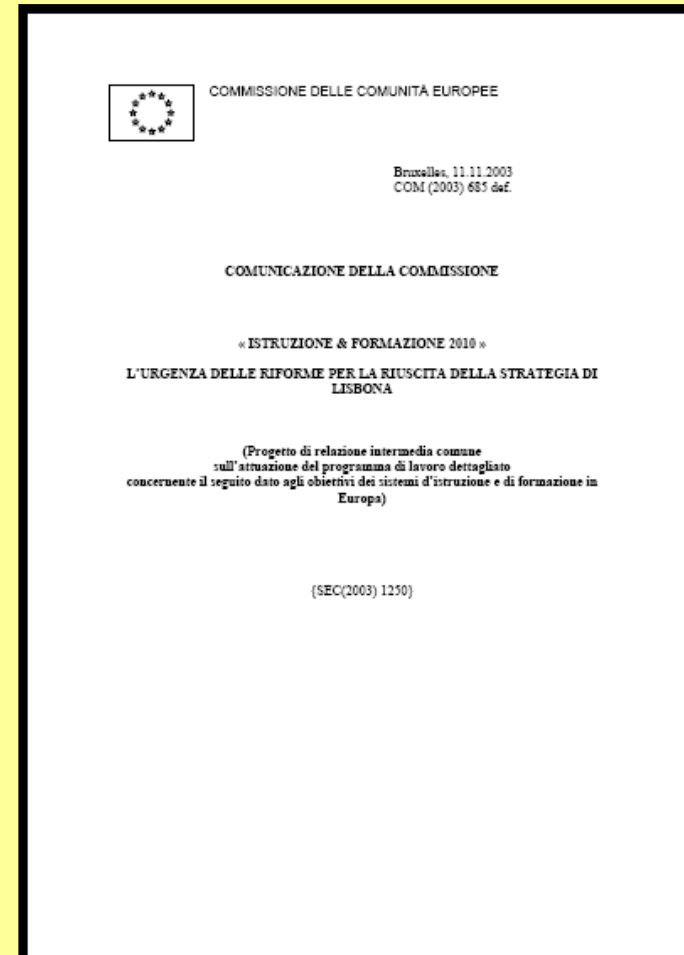 COMMISSIONE DELLE COMUNITÀ EUROPEE
Bruxelles, 11.11.2003
COM (2003) 685 def.
COMUNICAZIONE DELLA COMMISSIONE
« ISTRUZIONE & FORMAZIONE 2010 »
L'URGENZA DELLE RIFORME PER LA RIUSCITA DELLA STRATEGIA DI
LISBONA
(Progetto di relazione intermedia comune
sull'attuazione del programma di lavoro dettagliato
concernente il seguito dato agli obiettivi dei sistemi d'istruzione e di formazione in
Europa)
{SEC(2003) 1250}